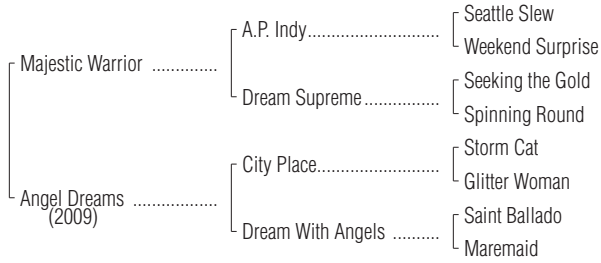 Seattle Slew
A.P. Indy..............................
Weekend Surprise
Majestic Warrior ...............
Seeking the Gold
Dream Supreme.................
Spinning Round
Storm Cat
City Place............................
Glitter Woman
Angel Dreams ...................
(2009)
Saint Ballado
Dream With Angels ..........
Maremaid